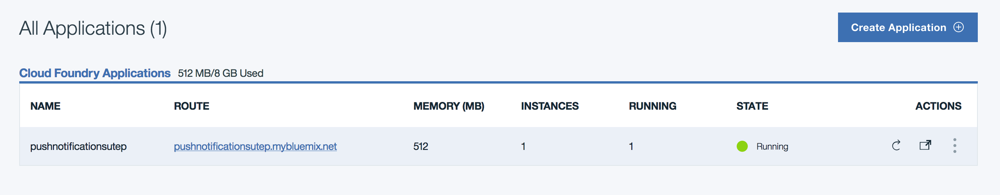 All Applications (1)
Create Application
Cloud Foundry Applications 512 MB/8 GB Used
NAME ROUTE MEMORY (MB) INSTANCES RUNNING STATE ACTIONS
pushnotificationsutep pushnotificationsutep.mybluemix.net 512 1 1 Running